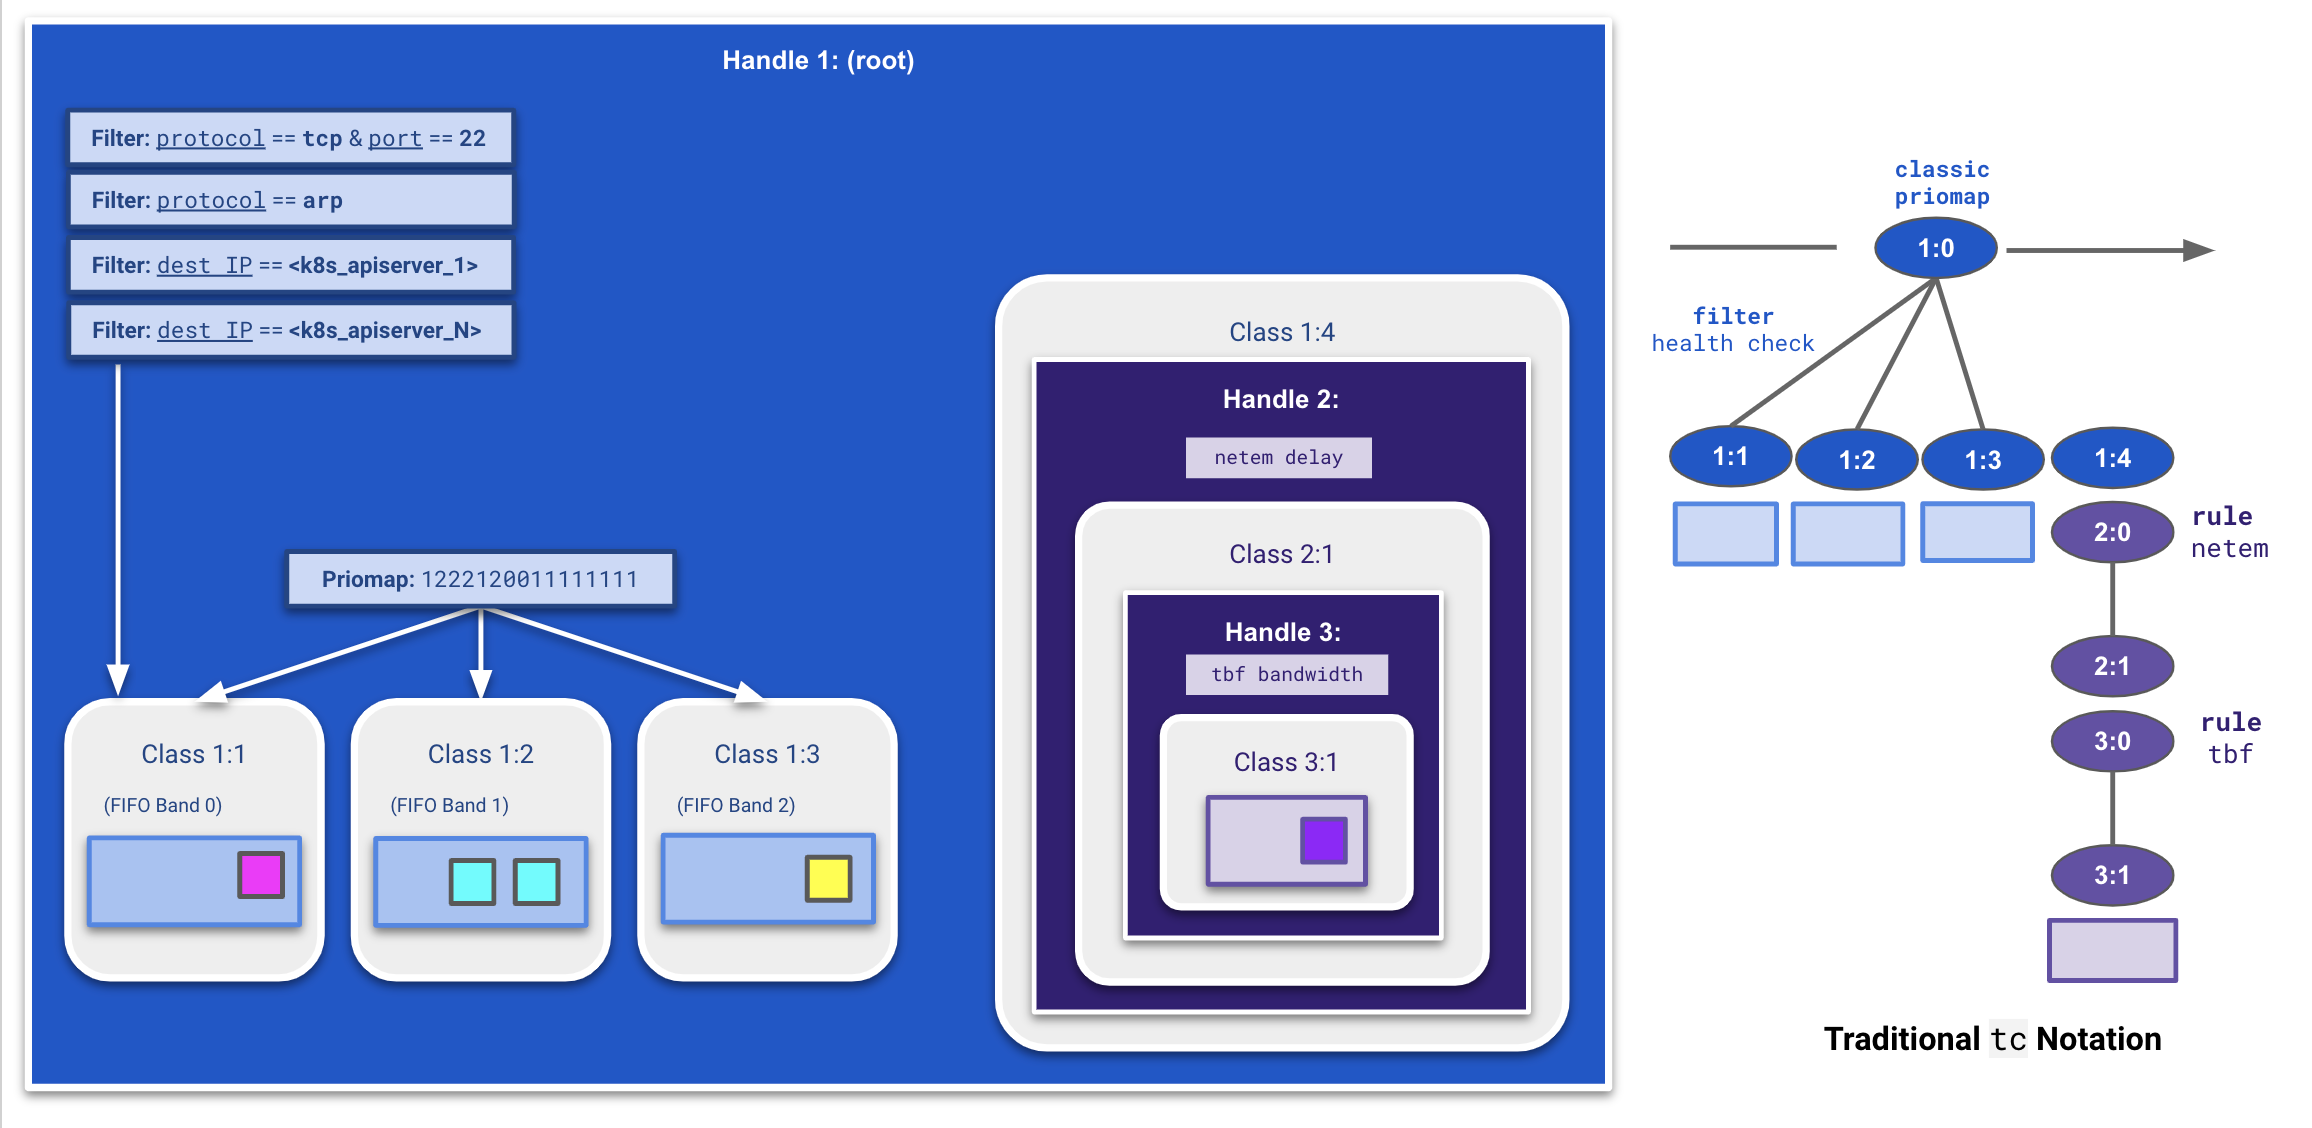 Handle 1: (root)
Filter: protocol == tcp & port == 22
Filter: protocol == arp
Filter: dest IP == <k8s_apiserver_1>
Filter: dest IP == <k8s_apiserver_N>
Priomap: 1222120011111111
Class 1:1
(FIFO Band 0)
Class 1:2
(FIFO Band 1)
Class 1:3
(FIFO Band 2)
Class 1:4
Handle 2:
netem delay
Class 2:1
Handle 3:
tbf bandwidth
Class 3:1
classic
priomap
1:0
filter
health check
1:1
1:2
1:3
1:4
2:0
rule
netem
2:1
3:0
rule
tbf
3:1
Traditional tc Notation